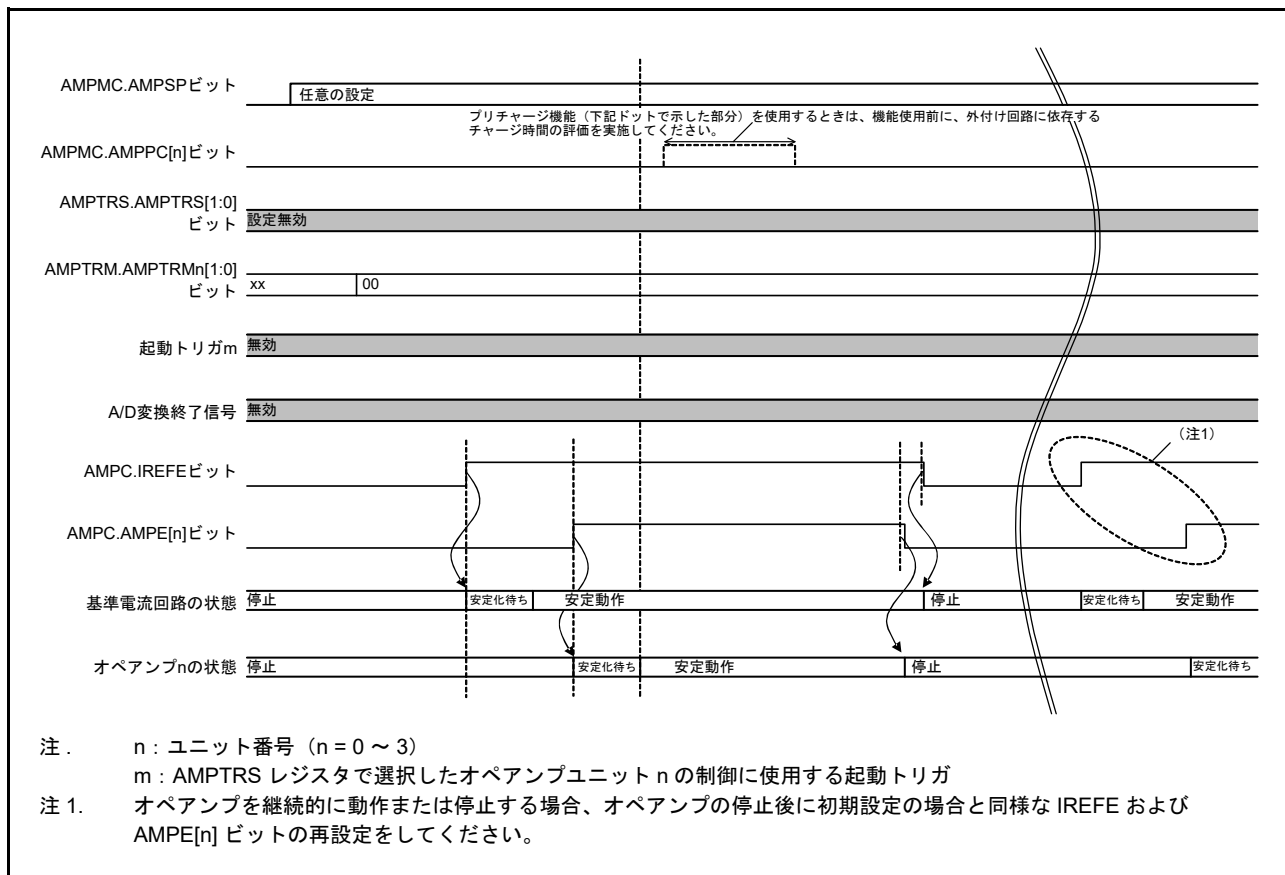 AMPMC.AMPSPビット
任意の設定
プリチャージ機能（下記ドットで示した部分）を使用するときは、機能使用前に、外付け回路に依存する
チャージ時間の評価を実施してください。
AMPMC.AMPPC[n]ビット
AMPTRS.AMPTRS[1:0]
ビット
設定無効
AMPTRM.AMPTRMn[1:0]
ビット
xx
00
起動トリガm
無効
A/D変換終了信号
無効
（注1）
AMPC.IREFEビット
AMPC.AMPE[n]ビット
基準電流回路の状態
停止
安定化待ち
安定動作
停止
安定化待ち
安定動作
オペアンプnの状態
停止
安定化待ち
安定動作
停止
安定化待ち
注 . n : ユニット番号（n = 0 ～ 3）
m : AMPTRS レジスタで選択したオペアンプユニット n の制御に使用する起動トリガ
注 1. オペアンプを継続的に動作または停止する場合、オペアンプの停止後に初期設定の場合と同様な IREFE および
AMPE[n] ビットの再設定をしてください。